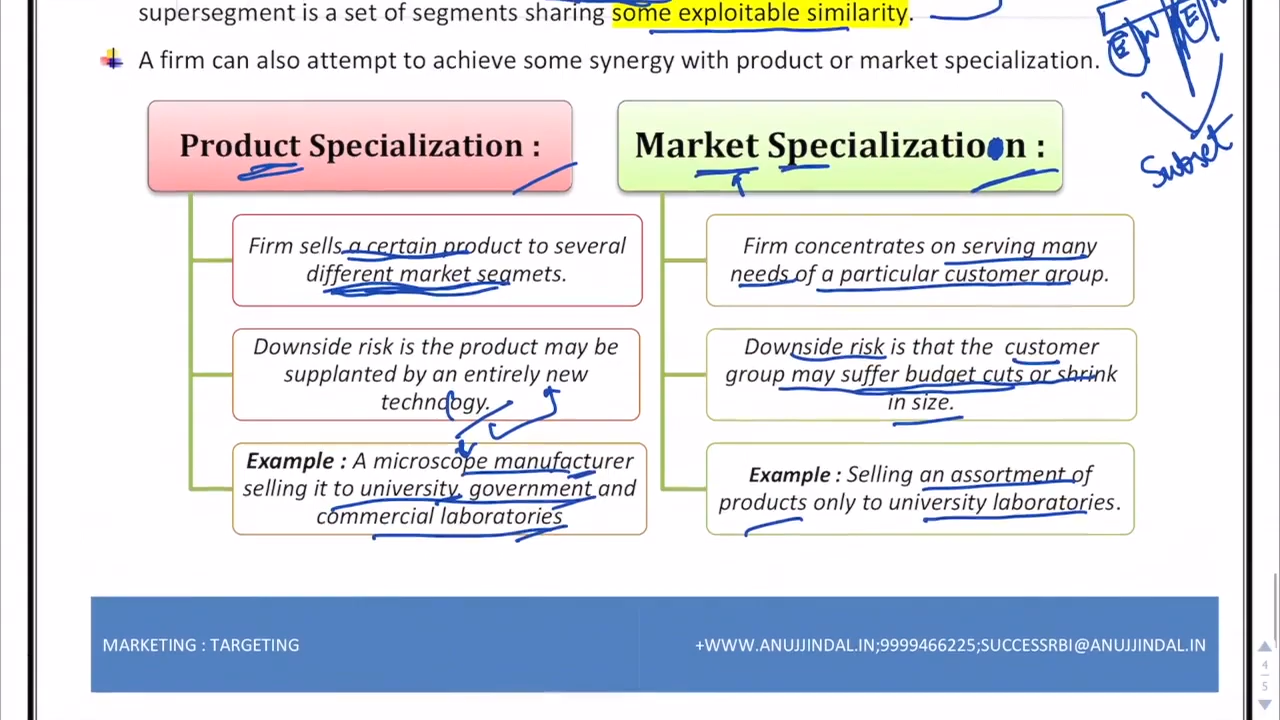 supersegment is a set of segments sharing some exploitable similarity.
A firm can also attempt to achieve some synergy with product or market specialization.
Product Specialization :
Firm sells a certain product to several
different market segmets.
Downside risk is the product may be
supplanted by an entirely new
technology.
Example : A microscope manufacturer
selling it to university, government and
commercial laboratories
Market Specialization :
Firm concentrates on serving many
needs of a particular customer group.
Downside risk is that the customer
group may suffer budget cuts or shrink
in size.
Example : Selling an assortment of
products only to university laboratories.
E W E
Subset
MARKETING : TARGETING
+WWW.ANUJJINDAL.IN;9999466225;SUCCESSRBI@ANUJJINDAL.IN
4
5